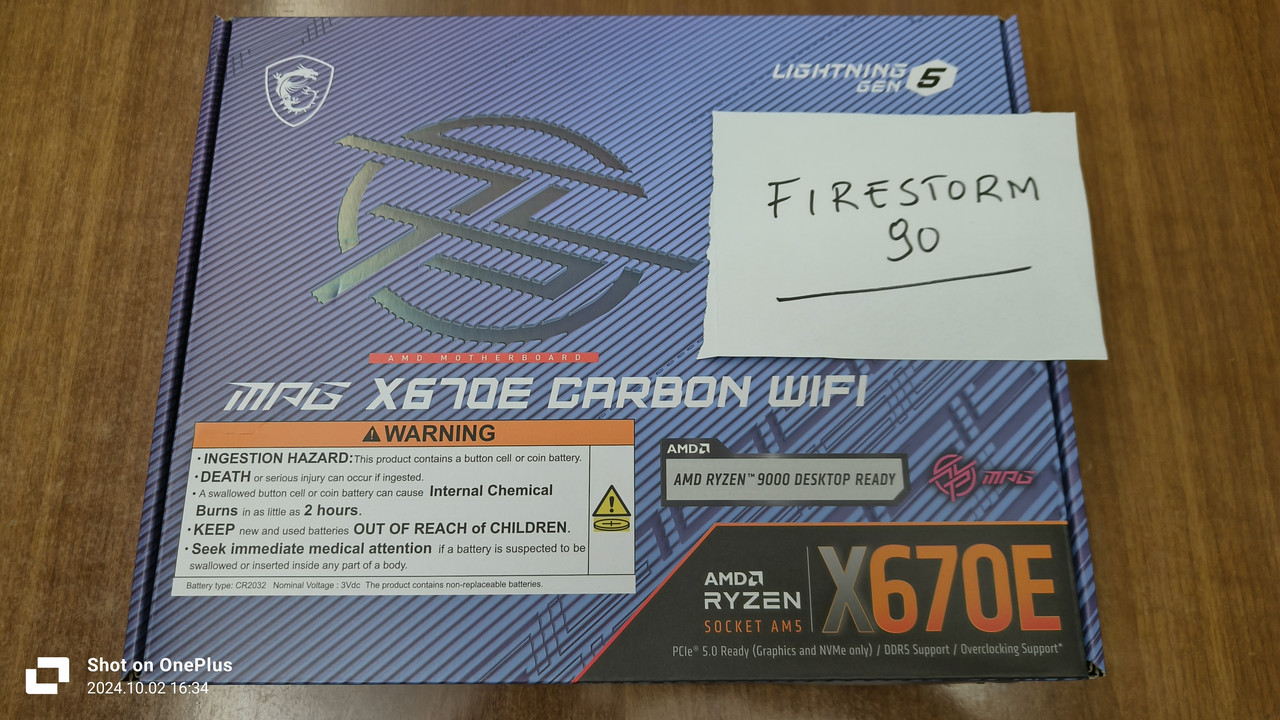 LIGHTNING
GEN 5
FIRESTORM
90
AMD MOTHERBOARD
MPG X670E CARBON WIFI
WARNING
· INGESTION HAZARD: This product contains a button cell or coin battery.
· DEATH or serious injury can occur if ingested.
· A swallowed button cell or coin battery can cause Internal Chemical
Burns in as little as 2 hours.
· KEEP new and used batteries OUT OF REACH of CHILDREN.
· Seek immediate medical attention if a battery is suspected to be
swallowed or inserted inside any part of a body.
Battery type: CR2032 Nominal Voltage : 3Vdc The product contains non-replaceable batteries.
AMD
AMD RYZEN™ 9000 DESKTOP READY
MPG
AMD
RYZEN
SOCKET AM5
X670E
PCIe® 5.0 Ready (Graphics and NVMe only) / DDR5 Support / Overclocking Support*
Shot on OnePlus
2024.10.02 16:34